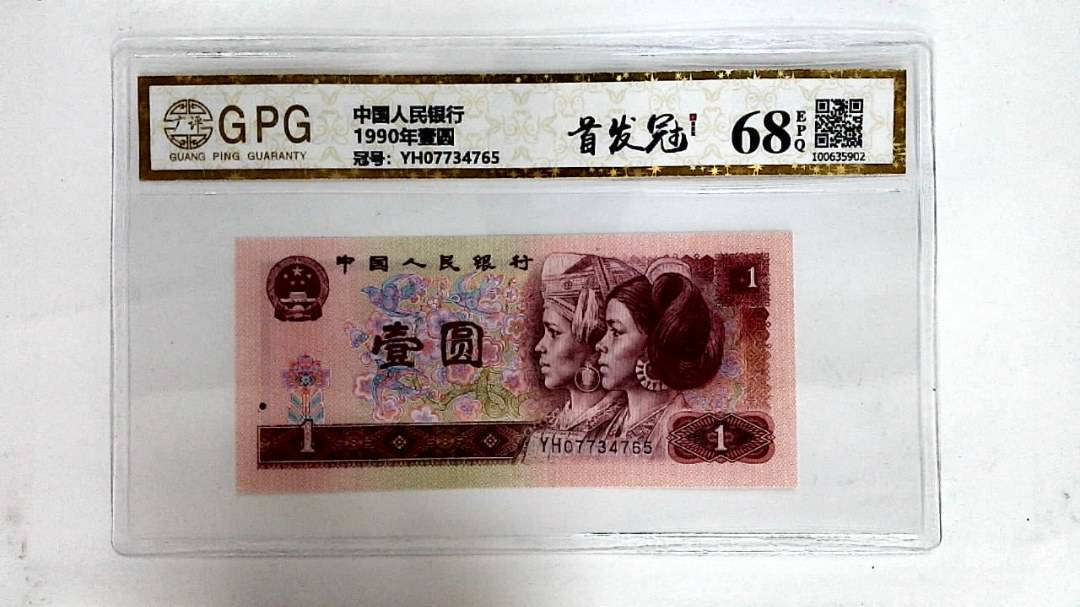 广评
GPG
GUANG PING GUARANTY
中国人民银行
1990年壹圆
冠号: YH07734765
首发冠
68
EPQ
100635902
中国人民银行
1
壹圆
1
YH07734765
1